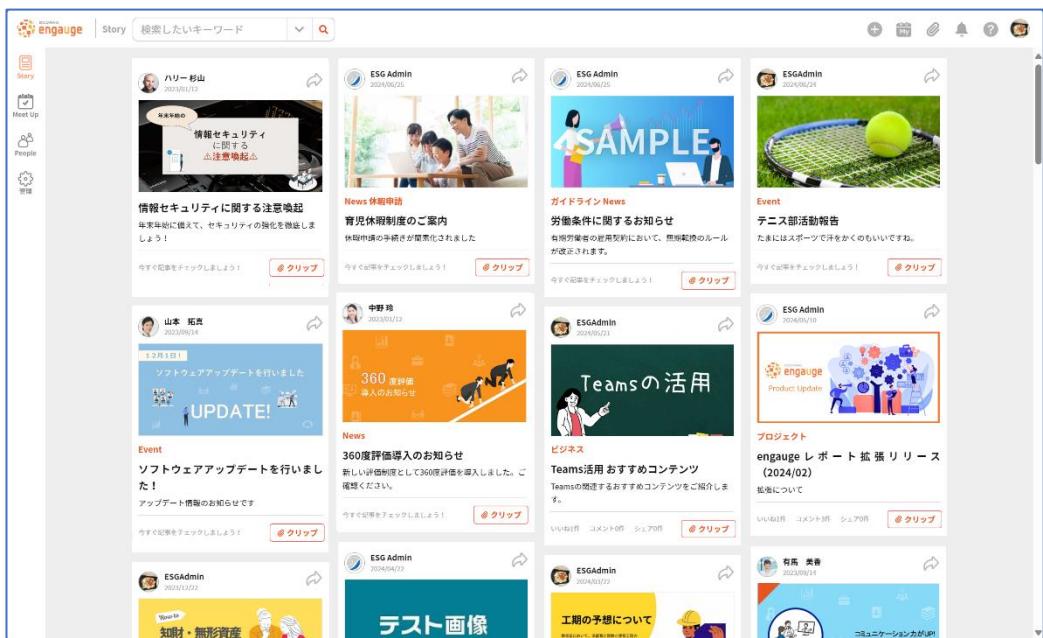 engauge
Story
検索したいキーワード
My
Story
Meet Up
People
管理
ハリー 杉山
2023/01/12
年末年始の
情報セキュリティ
に関する
⚠注意喚起⚠
情報セキュリティに関する注意喚起
年末年始に備えて、セキュリティの強化を徹底しま
しょう！
今すぐ記事をチェックしましょう！
クリップ
ESG Admin
2024/06/25
News 休暇申請
育児休暇制度のご案内
休暇申請の手続きが簡素化されました
今すぐ記事をチェックしましょう！
クリップ
ESG Admin
2024/06/25
SAMPLE
ガイドライン News
労働条件に関するお知らせ
有期労働者の雇用契約において、無期転換のルール
が改正されます。
今すぐ記事をチェックしましょう！
クリップ
ESGAdmin
2024/06/24
Event
テニス部活動報告
たまにはスポーツで汗をかくのもいいですね。
今すぐ記事をチェックしましょう！
クリップ
山本 拓真
2023/09/14
12月1日！
ソフトウェアアップデートを行いました
UPDATE!
Event
ソフトウェアアップデートを行いまし
た！
アップデート情報のお知らせです
今すぐ記事をチェックしましょう！
クリップ
中野 玲
2023/01/12
360度評価
導入のお知らせ
News
360度評価導入のお知らせ
新しい評価制度として360度評価を導入しました。ご
確認ください。
今すぐ記事をチェックしましょう！
クリップ
ESGAdmin
2024/05/21
Teamsの活用
ビジネス
Teams活用 おすすめコンテンツ
Teamsの関連するおすすめコンテンツをご紹介しま
す。
いいね1件 コメント0件 シェア0件
クリップ
ESG Admin
2024/05/10
engauge
Product Update
プロジェクト
engauge レポート拡張リリース
（2024/02）
拡張について
いいね1件 コメント3件 シェア0件
クリップ
ESGAdmin
2023/12/22
How to
知財・無形資産
ESG Admin
2024/04/22
テスト画像
ESGAdmin
2024/03/22
工期の予想について
有馬 美香
2023/09/14
コミュニケーション力がUP!